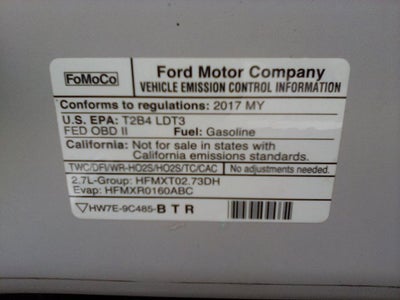 FoMoCo
Ford Motor Company
VEHICLE EMISSION CONTROL INFORMATION
Conforms to regulations: 2017 MY
U.S. EPA: T2B4 LDT3
FED OBD II Fuel: Gasoline
California: Not for sale in states with
California emissions standards.
TWC/DFI/WR-HO2S/HO2S/TC/CAC No adjustments needed.
2.7L-Group: HFMXT02.73DH
Evap: HFMXR0160ABC
HW7E-9C485-B T R